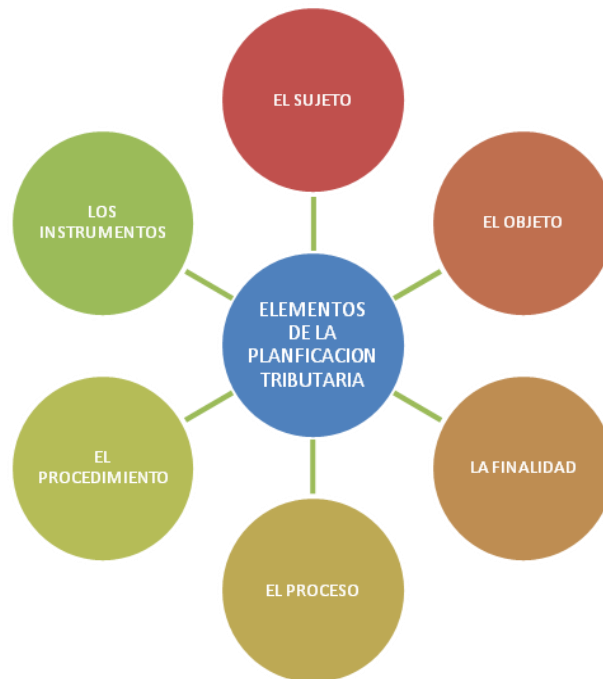 EL SUJETO
EL OBJETO
LA FINALIDAD
EL PROCESO
EL
PROCEDIMIENTO
LOS
INSTRUMENTOS
ELEMENTOS
DE LA
PLANFICACION
TRIBUTARIA